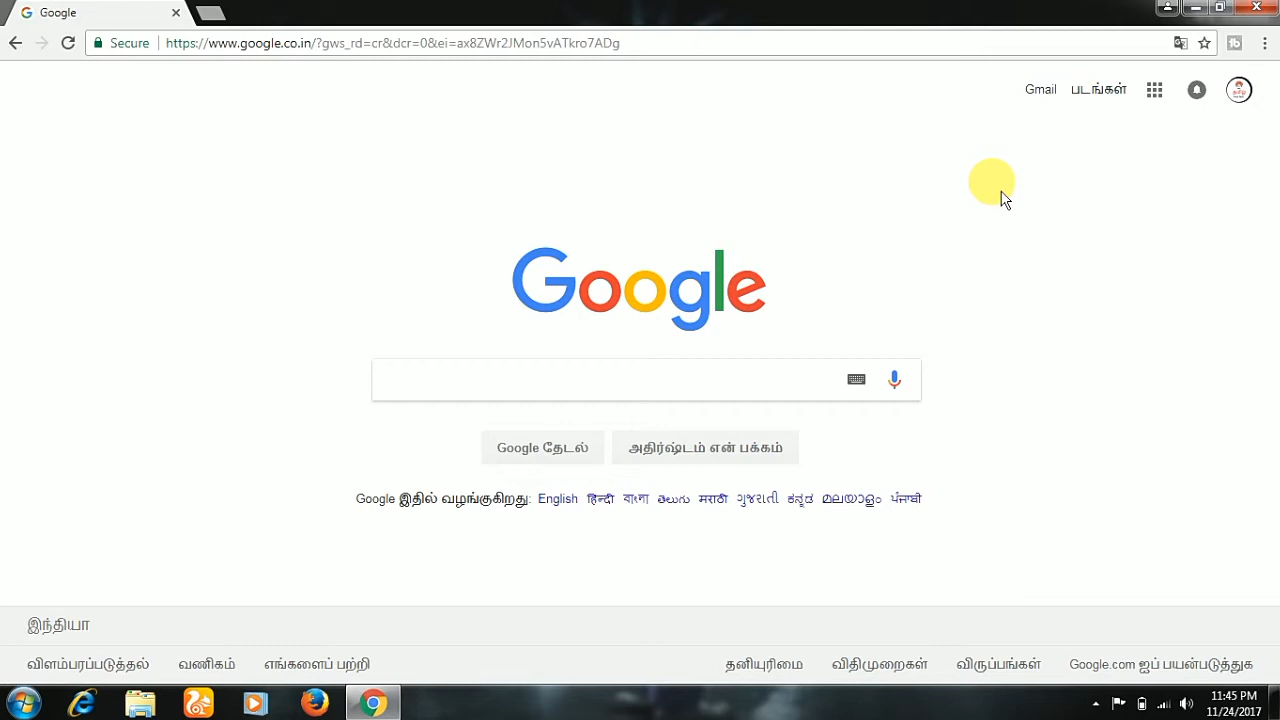 Google
Secure https://www.google.co.in/?gws_rd=cr&dcr=0&ei=ax8ZWr2JMon5vATkro7ADg
Gmail படங்கள்
Google
Google தேடல் அதிர்ஷ்டம் என் பக்கம்
Google இதில் வழங்குகிறது: English हिन्दी বাংলা తెలుగు मराठी ગુજરાતી ಕನ್ನಡ മലയാളം ਪੰਜਾਬੀ
இந்தியா
விளம்பரப்படுத்தல் வணிகம் எங்களைப் பற்றி தனியுரிமை விதிமுறைகள் விருப்பங்கள் Google.com ஐப் பயன்படுத்துக
11:45 PM
11/24/2017